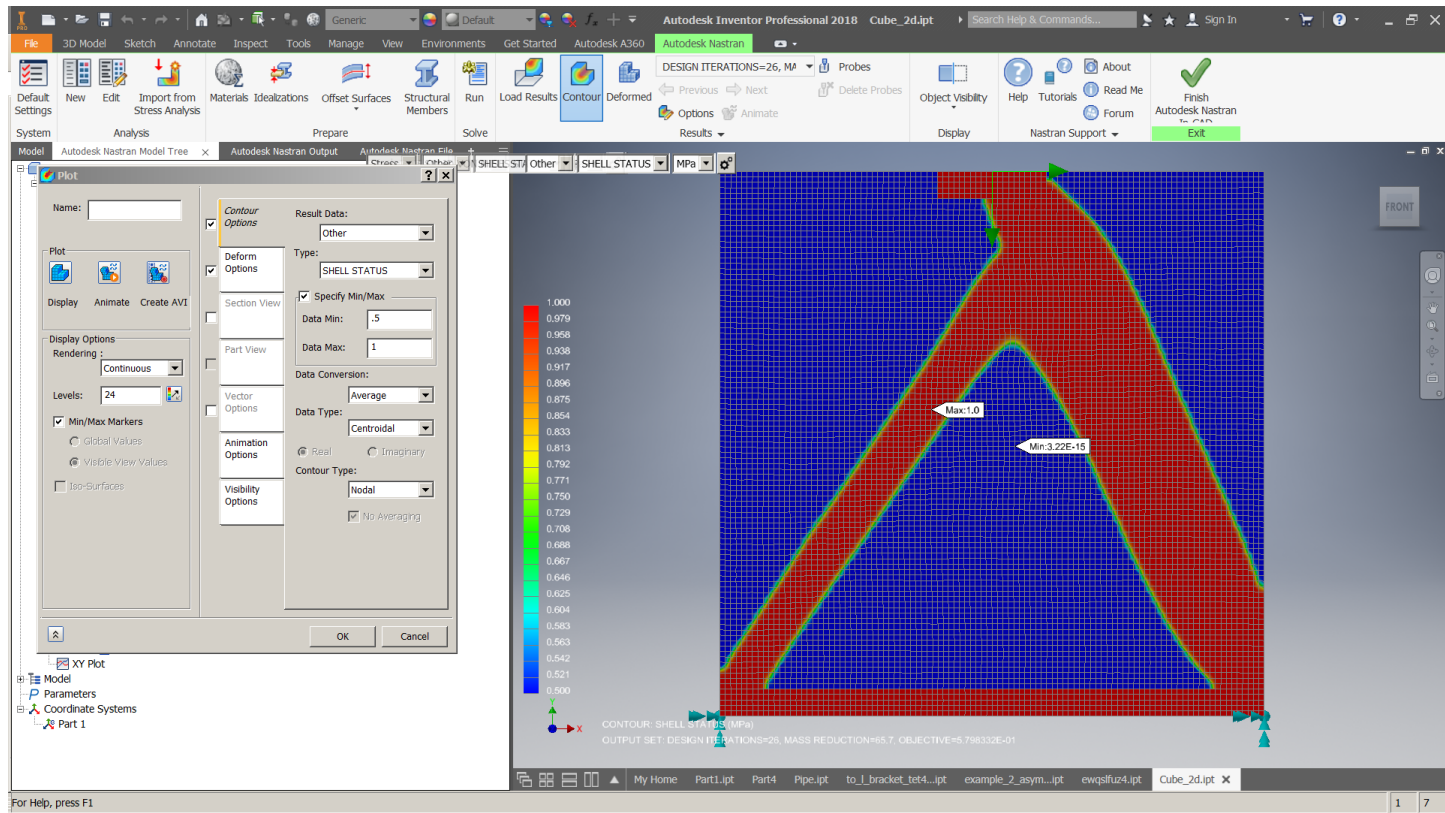 PRO
Generic
Default
Autodesk Inventor Professional 2018 Cube_2d.ipt
Search Help & Commands...
Sign In
File 3D Model Sketch Annotate Inspect Tools Manage View Environments Get Started Autodesk A360 Autodesk Nastran
Default Settings
New
Edit
Import from Stress Analysis
Materials
Idealizations
Offset Surfaces
Structural Members
Run
Load Results
Contour
Deformed
DESIGN ITERATIONS=26, MA
Previous
Next
Options
Animate
Probes
Delete Probes
Object Visibility
Help
Tutorials
About
Read Me
Forum
Finish
Autodesk Nastran
In-CAD
System Analysis Prepare Solve Results Display Nastran Support Exit
Model Autodesk Nastran Model Tree x Autodesk Nastran Output Autodesk Nastran File
Stress Other SHELL STA Other SHELL STATUS MPa
Plot
Name:
Plot
Display Animate Create AVI
Display Options
Rendering :
Continuous
Levels: 24
Min/Max Markers
Global Values
Visible View Values
Iso-Surfaces
Contour Options
Deform Options
Section View
Part View
Vector Options
Animation Options
Visibility Options
Result Data:
Other
Type:
SHELL STATUS
Specify Min/Max
Data Min: .5
Data Max: 1
Data Conversion:
Average
Data Type:
Centroidal
Real Imaginary
Contour Type:
Nodal
No Averaging
OK Cancel
XY Plot
Model
Parameters
Coordinate Systems
Part 1
1.000
0.979
0.958
0.938
0.917
0.896
0.875
0.854
0.833
0.813
0.792
0.771
0.750
0.729
0.708
0.688
0.667
0.646
0.625
0.604
0.583
0.563
0.542
0.521
0.500
Max:1.0
Min:3.22E-15
FRONT
Y
X
CONTOUR: SHELL STATUS (MPa)
OUTPUT SET: DESIGN ITERATIONS=26, MASS REDUCTION=65.7. OBJECTIVE=5.798332E-01
My Home Part1.ipt Part4 Pipe.ipt to_l_bracket_tet4...ipt example_2_asym...ipt ewqslfuz4.ipt Cube_2d.ipt
For Help, press F1
1 7